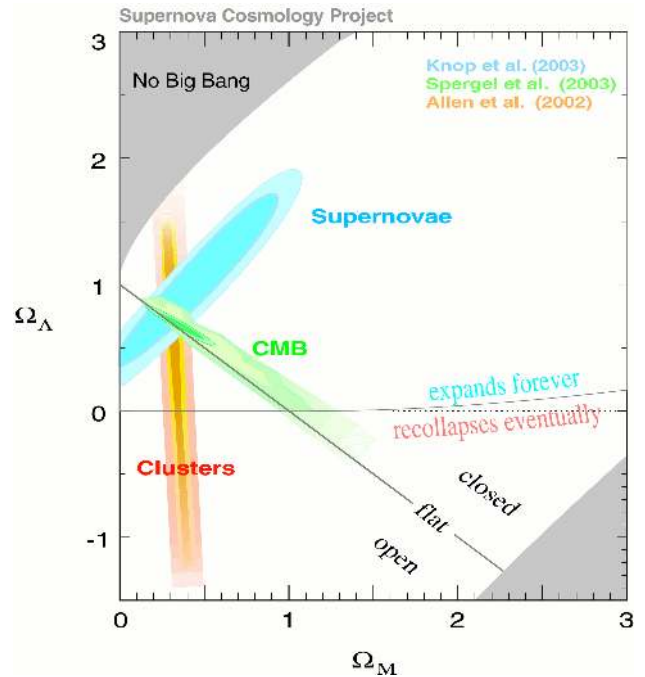 Supernova Cosmology Project
3
No Big Bang
Knop et al. (2003)
Spergel et al. (2003)
Allen et al. (2002)
2
Supernovae
1
Ω_Λ
CMB
expands forever
0
recollapses eventually
Clusters
closed
flat
-1
open
0 1 2 3
Ω_M